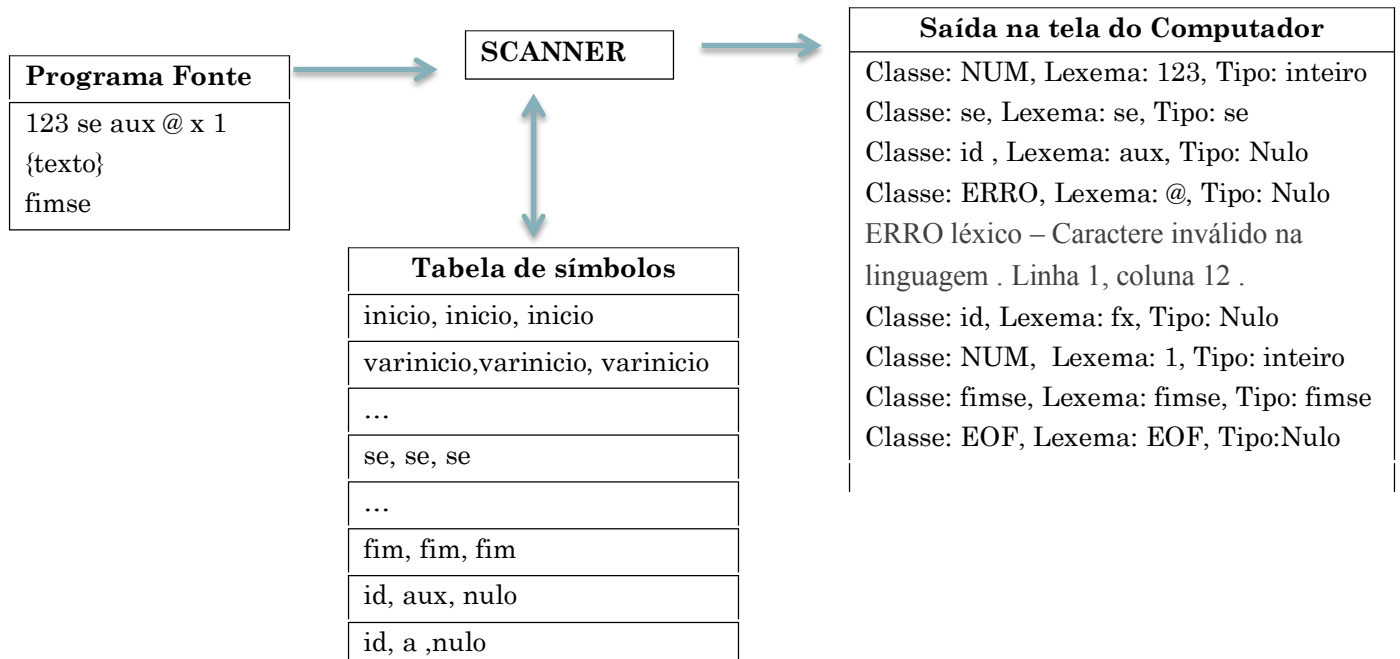 Programa Fonte
123 se aux @ x 1
{texto}
fimse
SCANNER
Tabela de símbolos
inicio, inicio, inicio
varinicio,varinicio, varinicio
...
se, se, se
...
fim, fim, fim
id, aux, nulo
id, a ,nulo
Saída na tela do Computador
Classe: NUM, Lexema: 123, Tipo: inteiro
Classe: se, Lexema: se, Tipo: se
Classe: id , Lexema: aux, Tipo: Nulo
Classe: ERRO, Lexema: @, Tipo: Nulo
ERRO léxico – Caractere inválido na
linguagem . Linha 1, coluna 12 .
Classe: id, Lexema: fx, Tipo: Nulo
Classe: NUM, Lexema: 1, Tipo: inteiro
Classe: fimse, Lexema: fimse, Tipo: fimse
Classe: EOF, Lexema: EOF, Tipo:Nulo